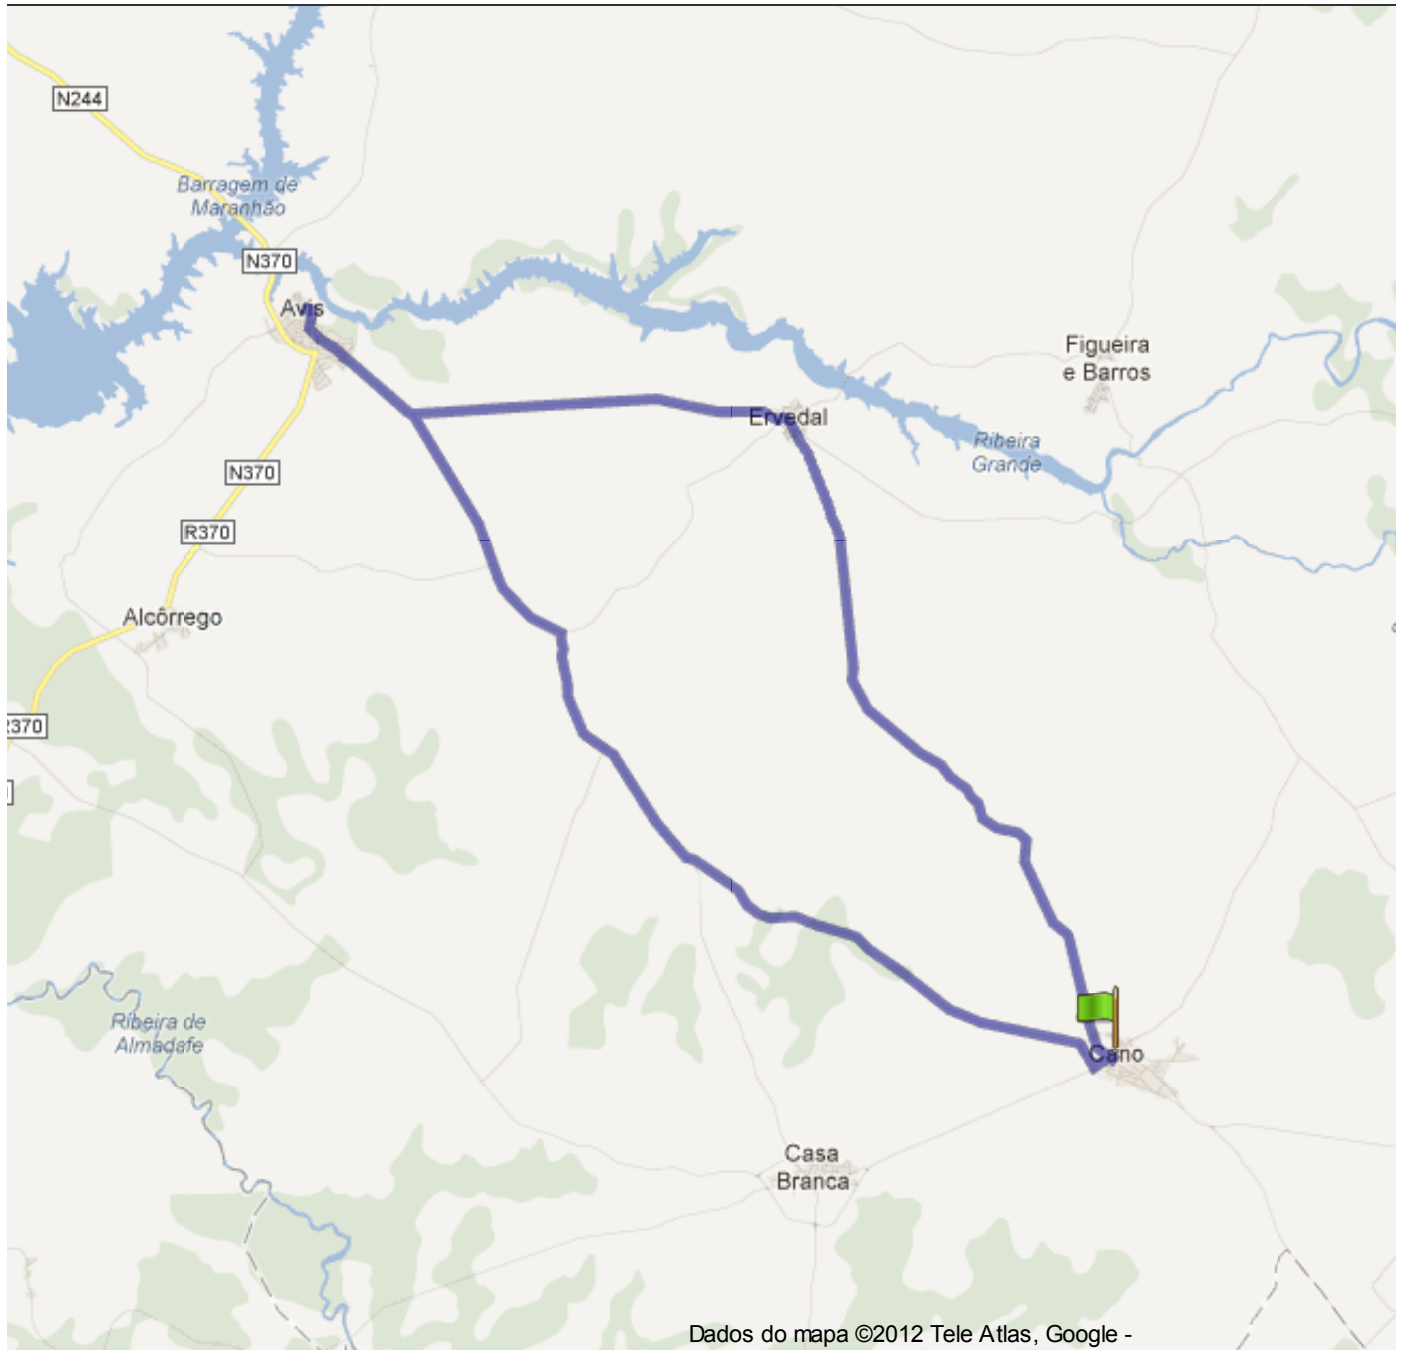 N244
Barragem de
Maranhão
N370
Avis
Figueira
e Barros
Ervedal
Ribeira
Grande
N370
R370
Alcôrrego
R370
Ribeira de
Almadafe
Cano
Casa
Branca
Dados do mapa ©2012 Tele Atlas, Google -